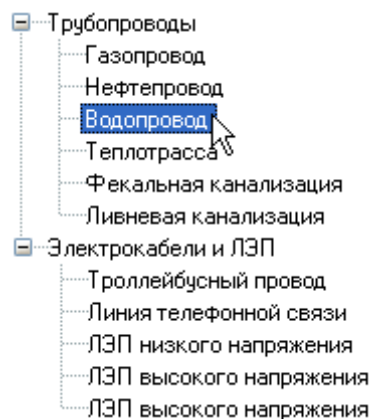 Трубопроводы
Газопровод
Нефтепровод
Водопровод
Теплотрасса
Фекальная канализация
Ливневая канализация
Электрокабели и ЛЭП
Троллейбусный провод
Линия телефонной связи
ЛЭП низкого напряжения
ЛЭП высокого напряжения
ЛЭП высокого напряжения